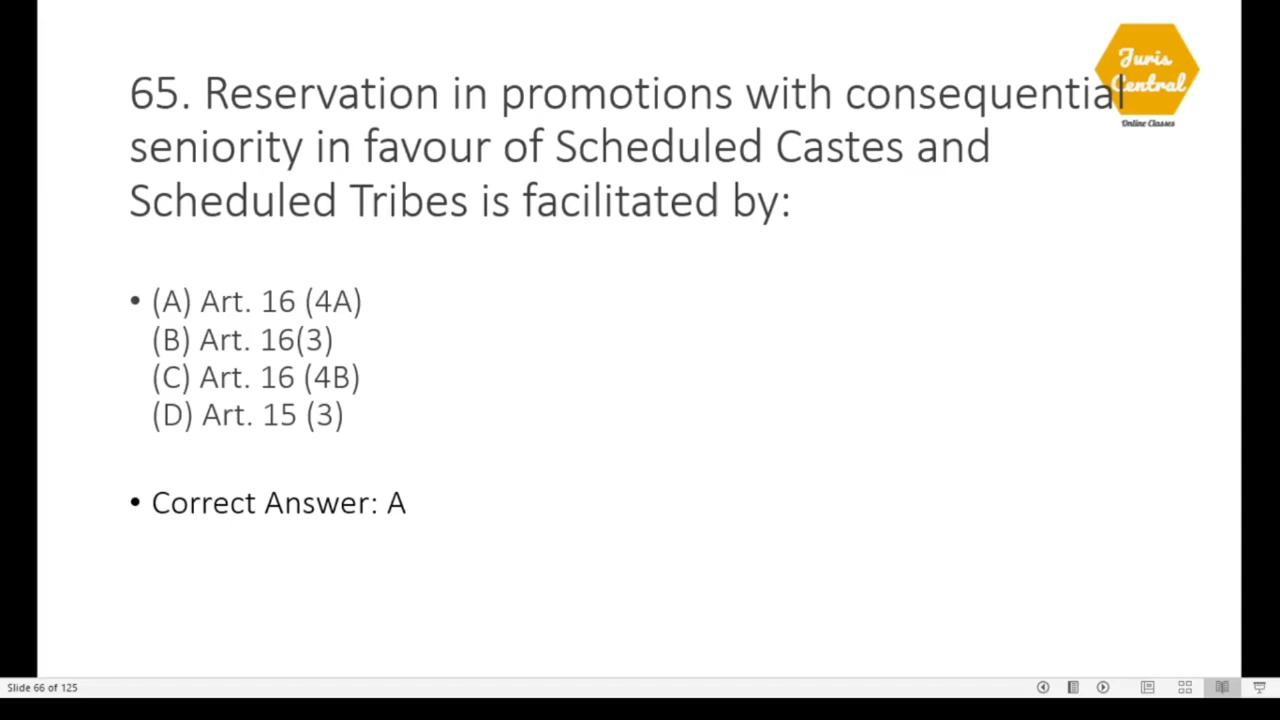 Juris
Central
Online Classes
65. Reservation in promotions with consequential
seniority in favour of Scheduled Castes and
Scheduled Tribes is facilitated by:
• (A) Art. 16 (4A)
(B) Art. 16(3)
(C) Art. 16 (4B)
(D) Art. 15 (3)
• Correct Answer: A
Slide 66 of 125